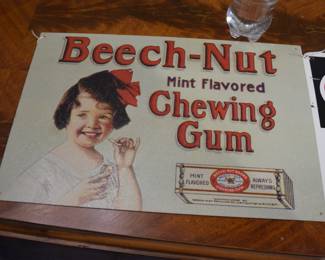 Beech-Nut
Mint Flavored
Chewing
Gum
MINT
FLAVORED
ALWAYS
REFRESHING